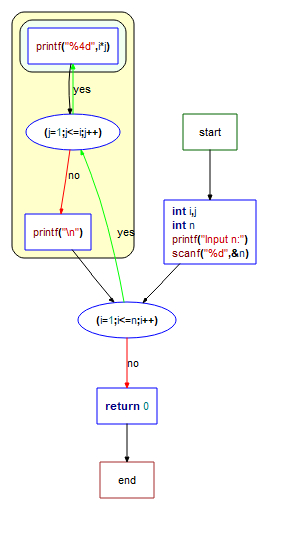 printf("%4d",i*j)
yes
(j=1;j<=i;j++)
start
no
int i,j
int n
printf("Input n:")
scanf("%d",&n)
printf("\n")
yes
(i=1;i<=n;i++)
no
return 0
end